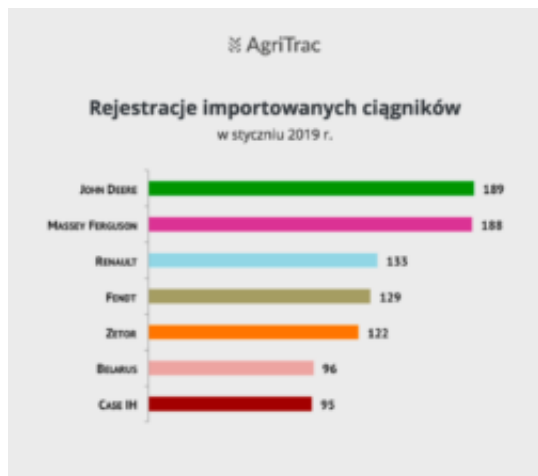 AgriTrac
Rejestracje importowanych ciągników
w styczniu 2019 r.
JOHN DEERE 189
MASSEY FERGUSON 188
RENAULT 133
FENDT 129
ZETOR 122
BELARUS 96
CASE IH 95